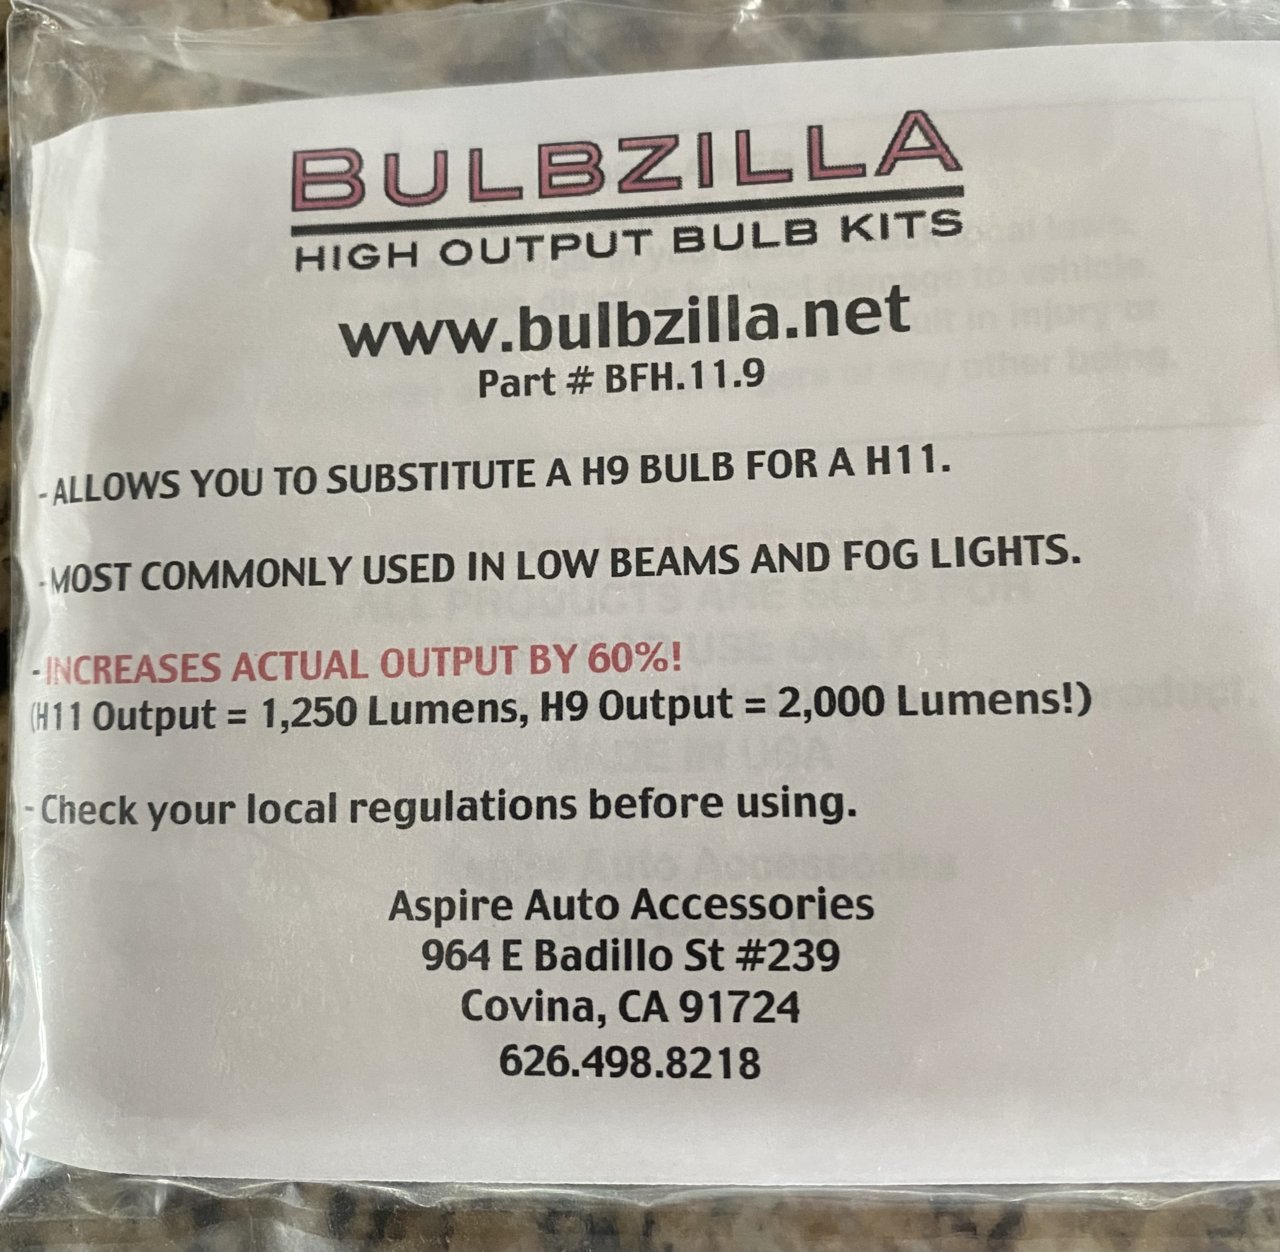 BULBZILLA
HIGH OUTPUT BULB KITS
www.bulbzilla.net
Part # BFH.11.9
- ALLOWS YOU TO SUBSTITUTE A H9 BULB FOR A H11.
- MOST COMMONLY USED IN LOW BEAMS AND FOG LIGHTS.
- INCREASES ACTUAL OUTPUT BY 60%!
(H11 Output = 1,250 Lumens, H9 Output = 2,000 Lumens!)
- Check your local regulations before using.
Aspire Auto Accessories
964 E Badillo St #239
Covina, CA 91724
626.498.8218